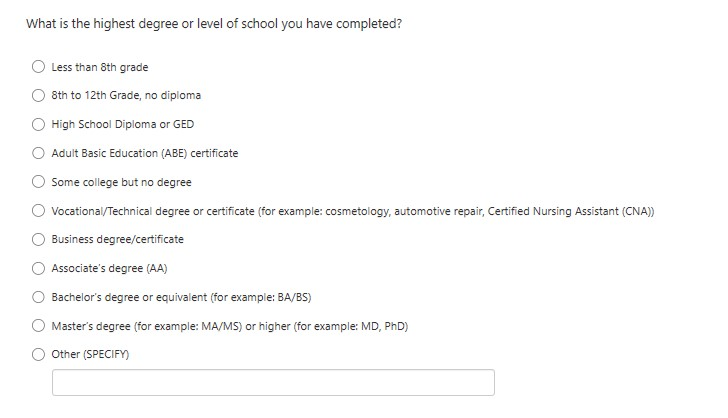 What is the highest degree or level of school you have completed?
Less than 8th grade
8th to 12th Grade, no diploma
High School Diploma or GED
Adult Basic Education (ABE) certificate
Some college but no degree
Vocational/Technical degree or certificate (for example: cosmetology, automotive repair, Certified Nursing Assistant (CNA))
Business degree/certificate
Associate's degree (AA)
Bachelor's degree or equivalent (for example: BA/BS)
Master's degree (for example: MA/MS) or higher (for example: MD, PhD)
Other (SPECIFY)